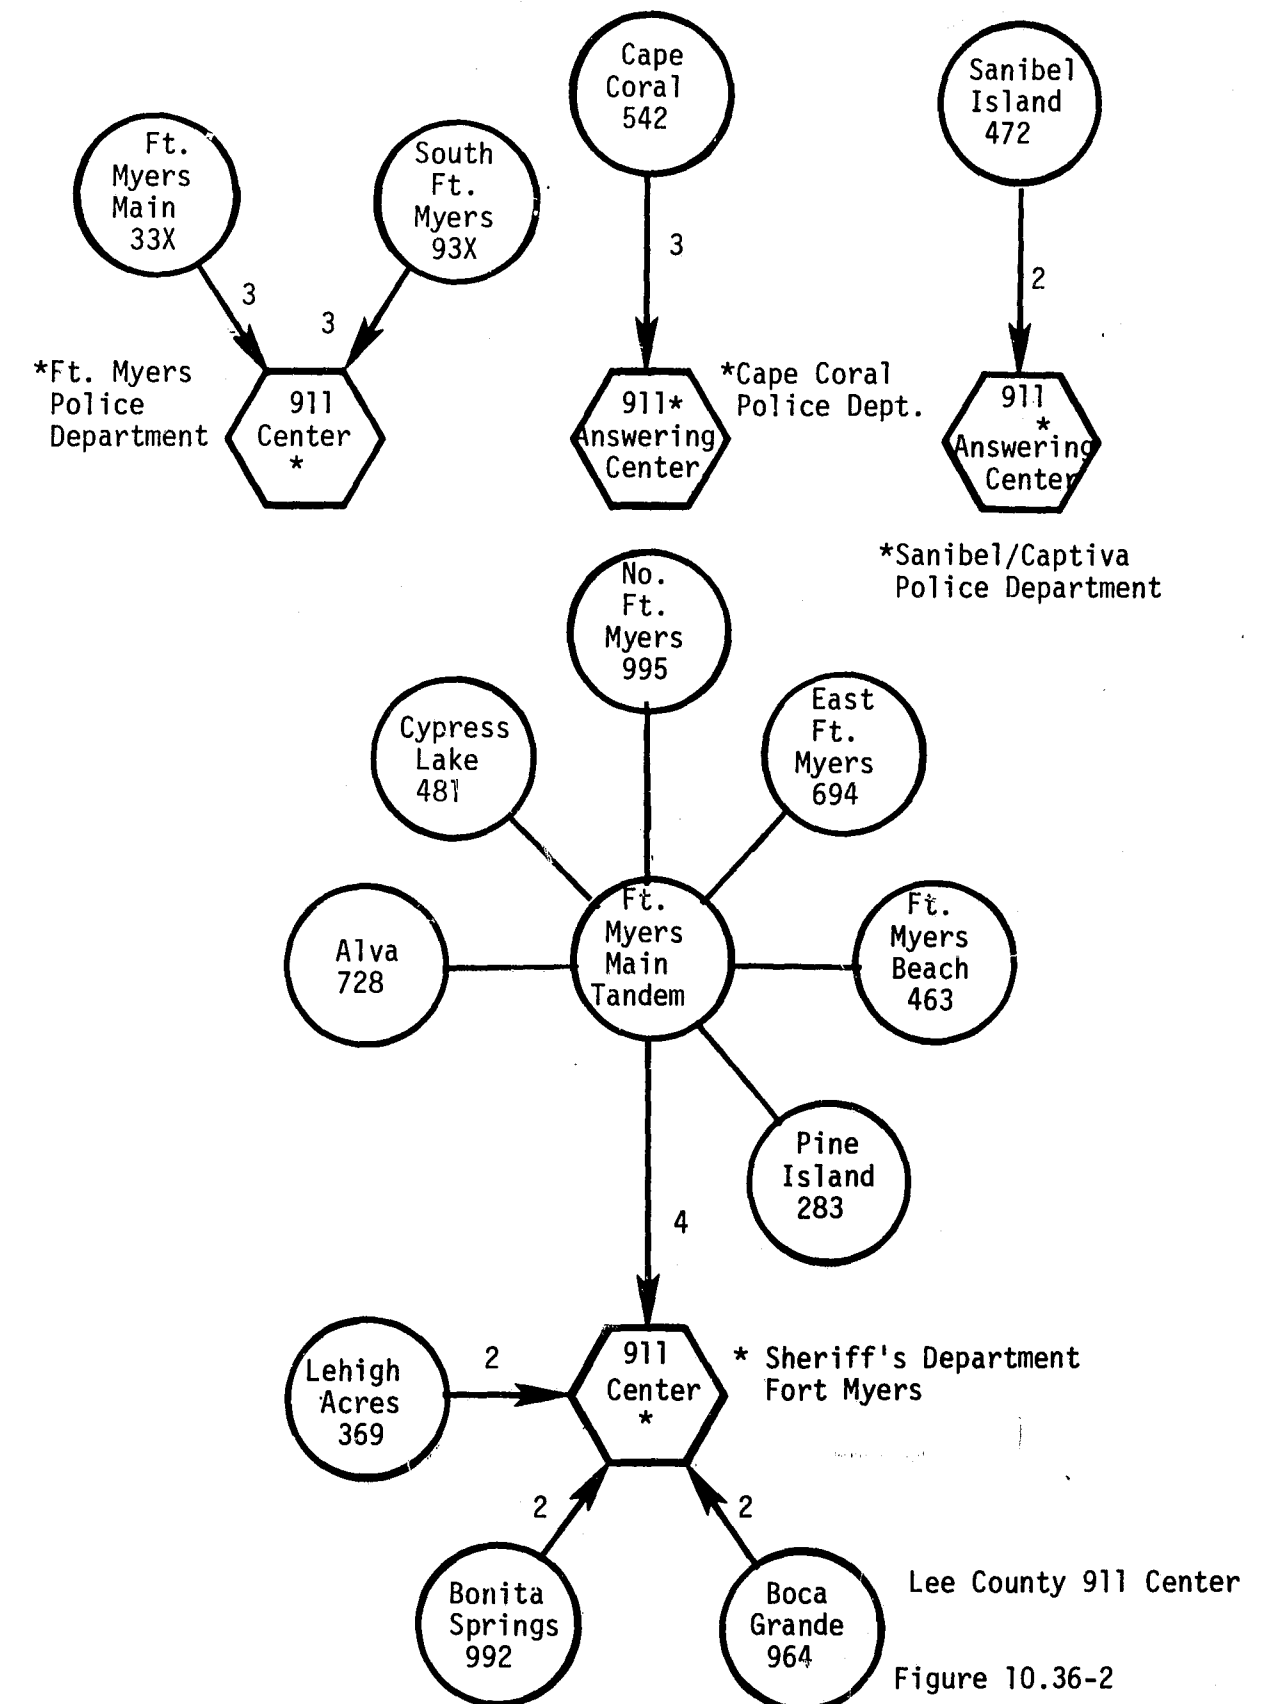 Cape
Coral
542
Sanibel
Island
472
Ft.
Myers
Main
33X
South
Ft.
Myers
93X
3
3
3
2
*Ft. Myers
Police
Department
911
Center
*
911*
Answering
Center
*Cape Coral
Police Dept.
911
*
Answering
Center
*Sanibel/Captiva
Police Department
No.
Ft.
Myers
995
Cypress
Lake
481
East
Ft.
Myers
694
Alva
728
Ft.
Myers
Main
Tandem
Ft.
Myers
Beach
463
Pine
Island
283
4
Lehigh
Acres
369
2
911
Center
*
* Sheriff's Department
Fort Myers
2
2
Bonita
Springs
992
Boca
Grande
964
Lee County 911 Center
Figure 10.36-2